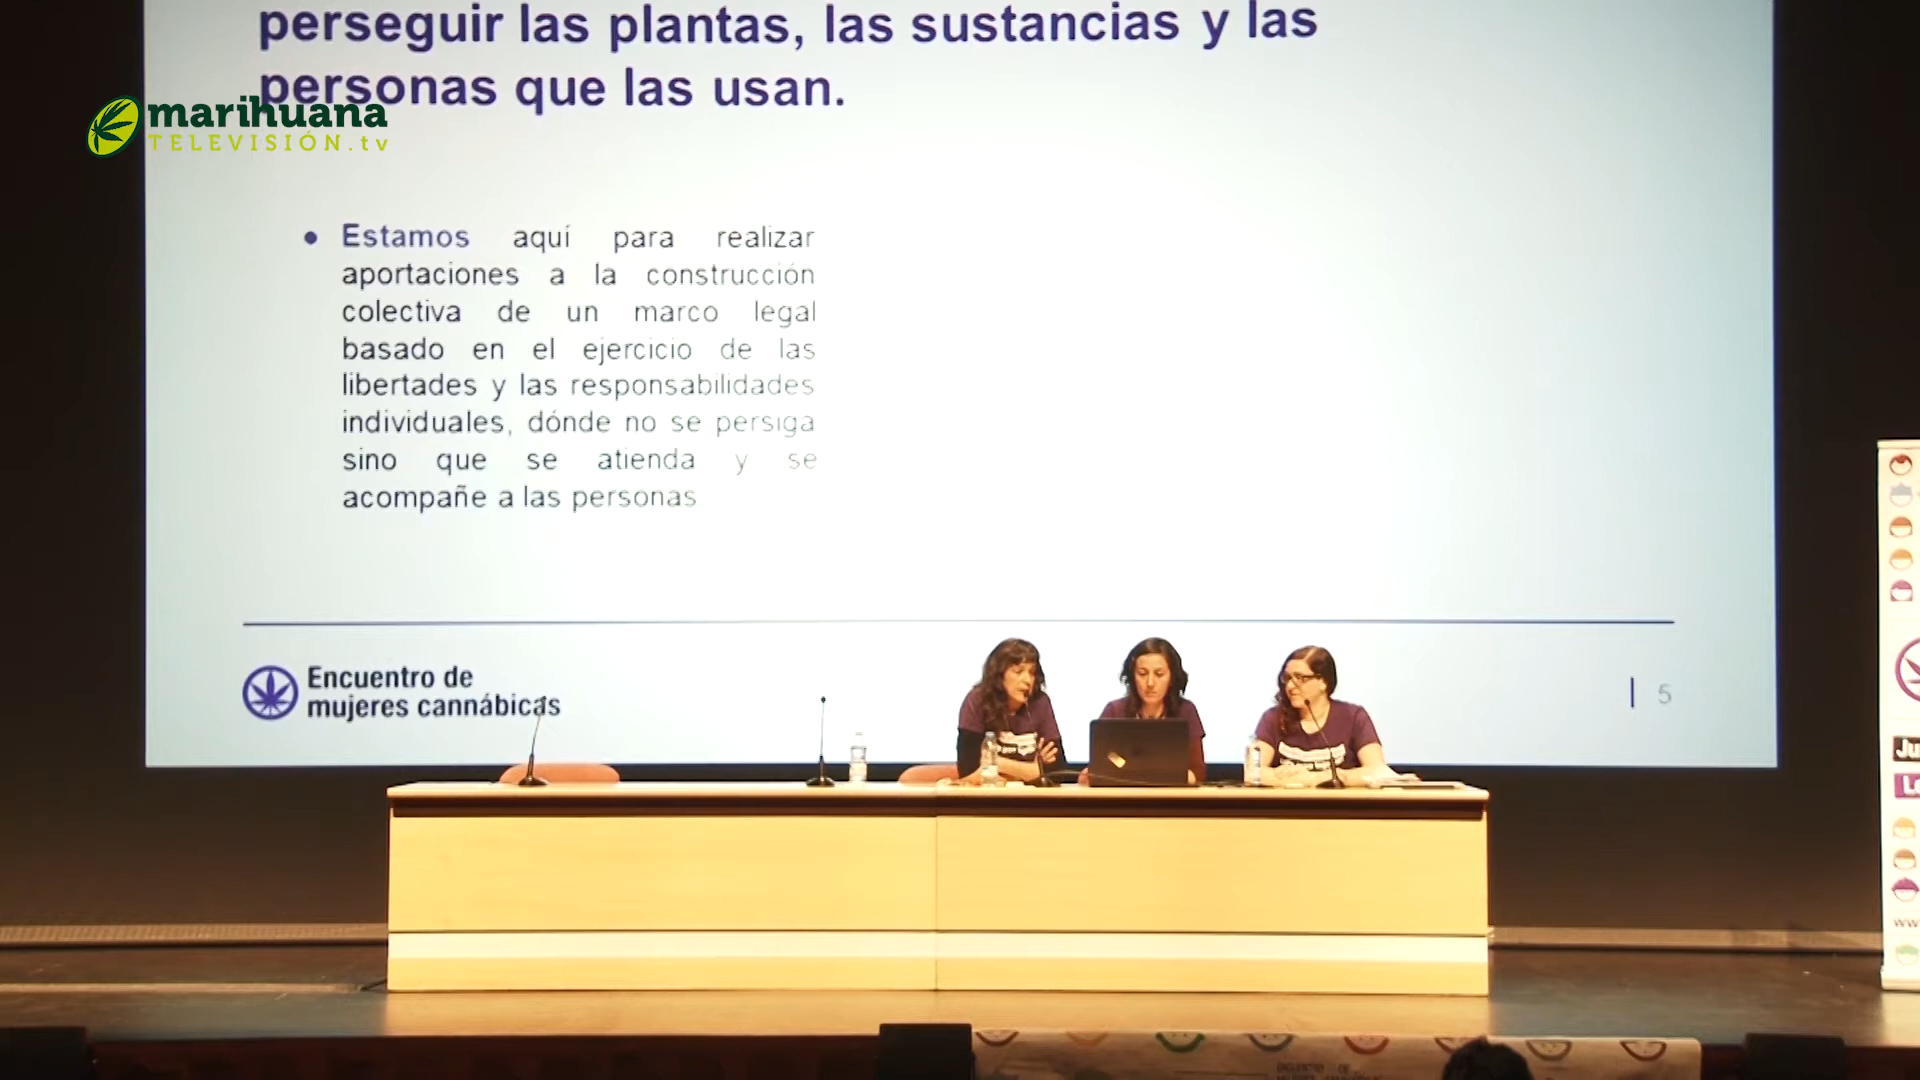 perseguir las plantas, las sustancias y las
personas que las usan.
marihuana
TELEVISIÓN.tv
• Estamos aquí para realizar
aportaciones a la construcción
colectiva de un marco legal
basado en el ejercicio de las
libertades y las responsabilidades
individuales, dónde no se persiga
sino que se atienda y se
acompañe a las personas
Encuentro de
mujeres cannábicas
5
Ju
ww